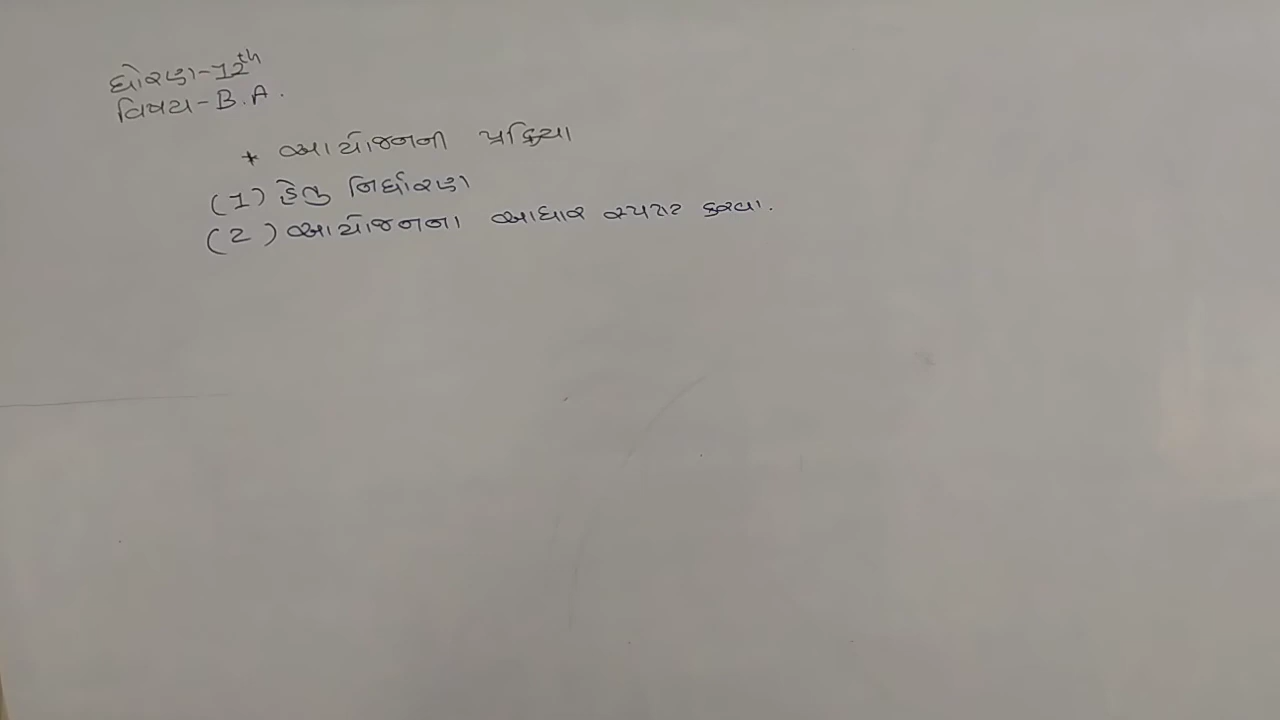 ધોરણ-12th
વિષય-B.A.
* આયોજનની પ્રક્રિયા
(1) હેતુ નિર્ધારણ
(2) આયોજનના આધાર સ્પષ્ટ કરવા.